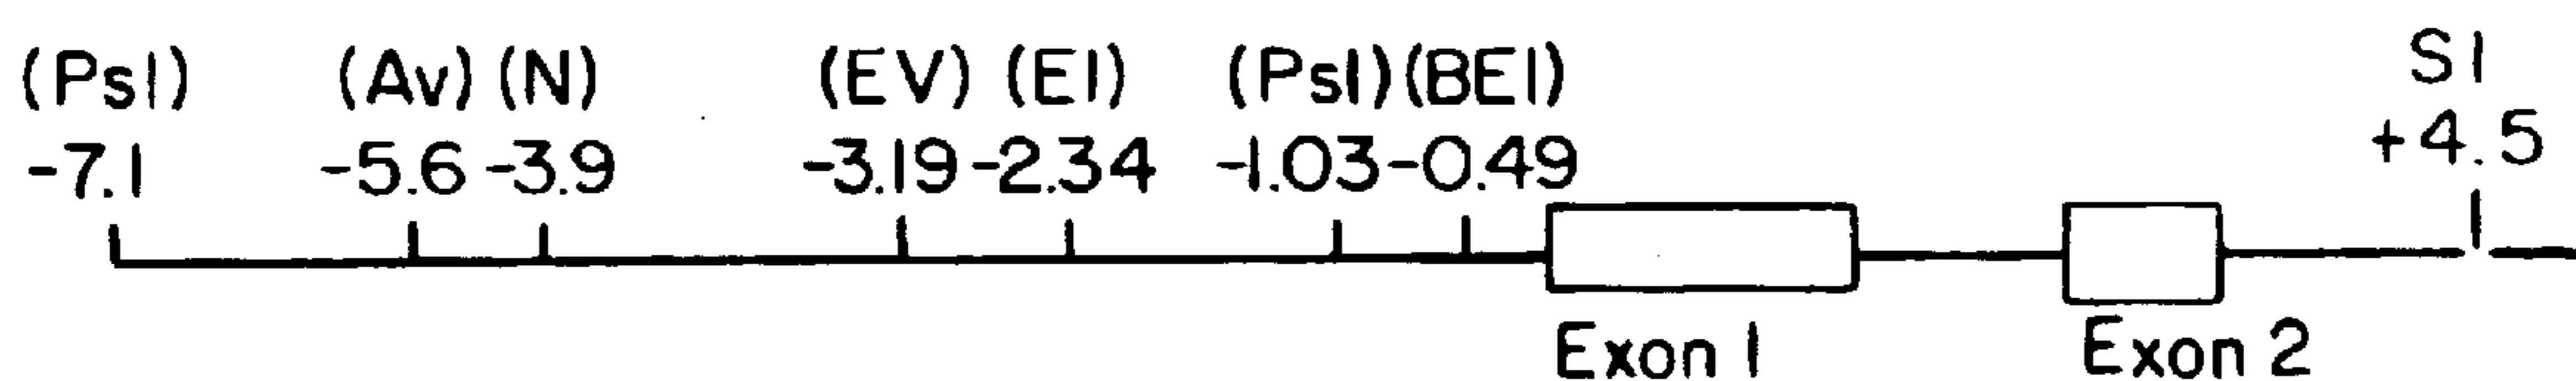 (PsI) (Av) (N) (EV) (EI) (PsI) (BEI) SI
-7.1 -5.6 -3.9 -3.19 -2.34 -1.03 -0.49 +4.5
Exon 1 Exon 2